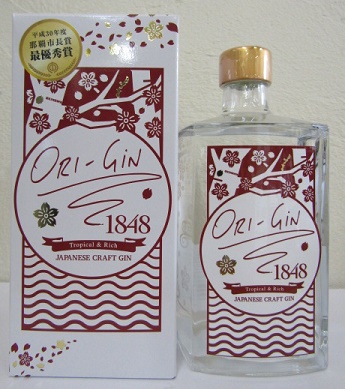 平成30年度
那覇市長賞
最優秀賞
ORI-GiN
1848
Tropical & Rich
JAPANESE CRAFT GIN
ORI-GiN
1848
Tropical & Rich
JAPANESE CRAFT GIN